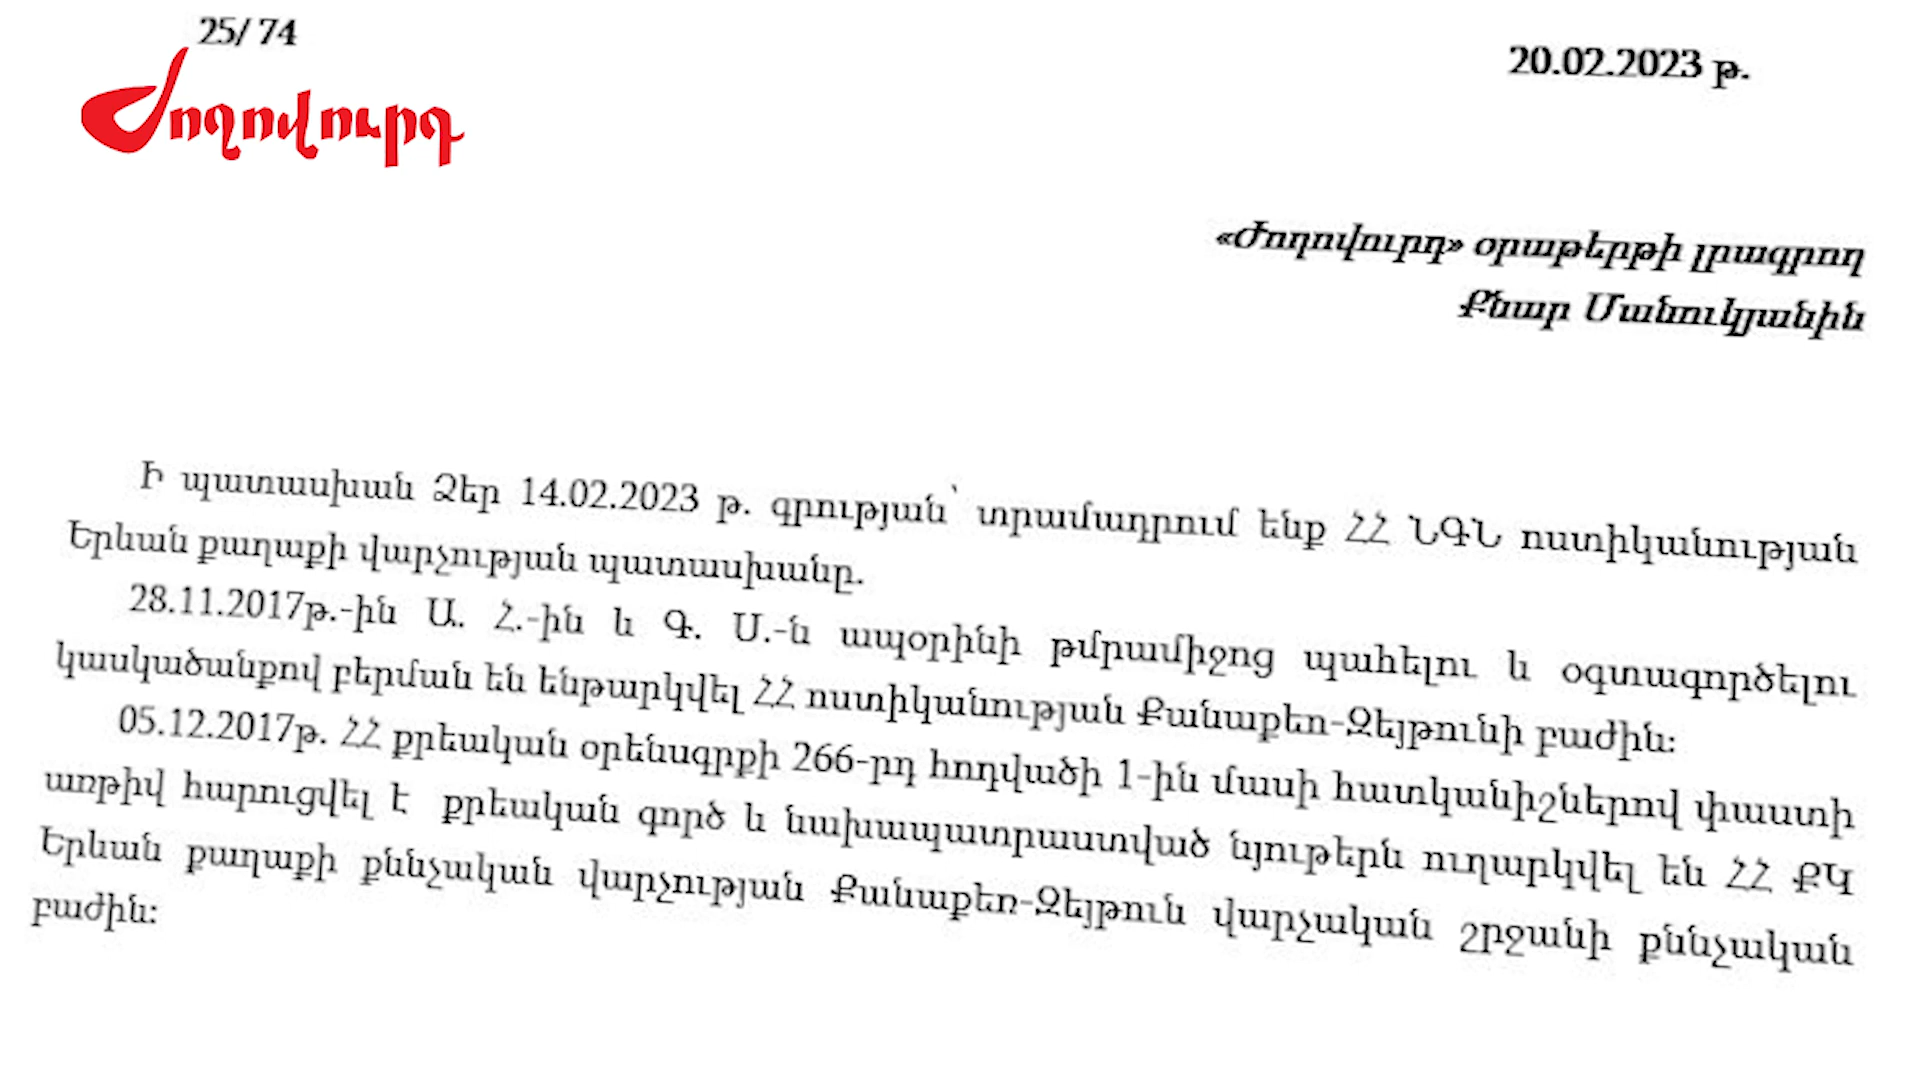 25/ 74
20.02.2023 թ.
Ժողովուրդ
«Ժողովուրդ» օրաթերթի լրագրող
Քնար Մանուկյանին
Ի պատասխան Ձեր 14.02.2023 թ. գրության՝ տրամադրում ենք ՀՀ ՆԳՆ ոստիկանության
Երևան քաղաքի վարչության պատասխանը.
28.11.2017թ.-ին Ա. Հ.-ին և Գ. Ս.-ն ապօրինի թմրամիջոց պահելու և օգտագործելու
կասկածանքով բերման են ենթարկվել ՀՀ ոստիկանության Քանաքեռ-Զեյթունի բաժին:
05.12.2017թ. ՀՀ քրեական օրենսգրքի 266-րդ հոդվածի 1-ին մասի հատկանիշներով փաստի
առթիվ հարուցվել է քրեական գործ և նախապատրաստված նյութերն ուղարկվել են ՀՀ ՔԿ
Երևան քաղաքի քննչական վարչության Քանաքեռ-Զեյթուն վարչական շրջանի քննչական
բաժին: